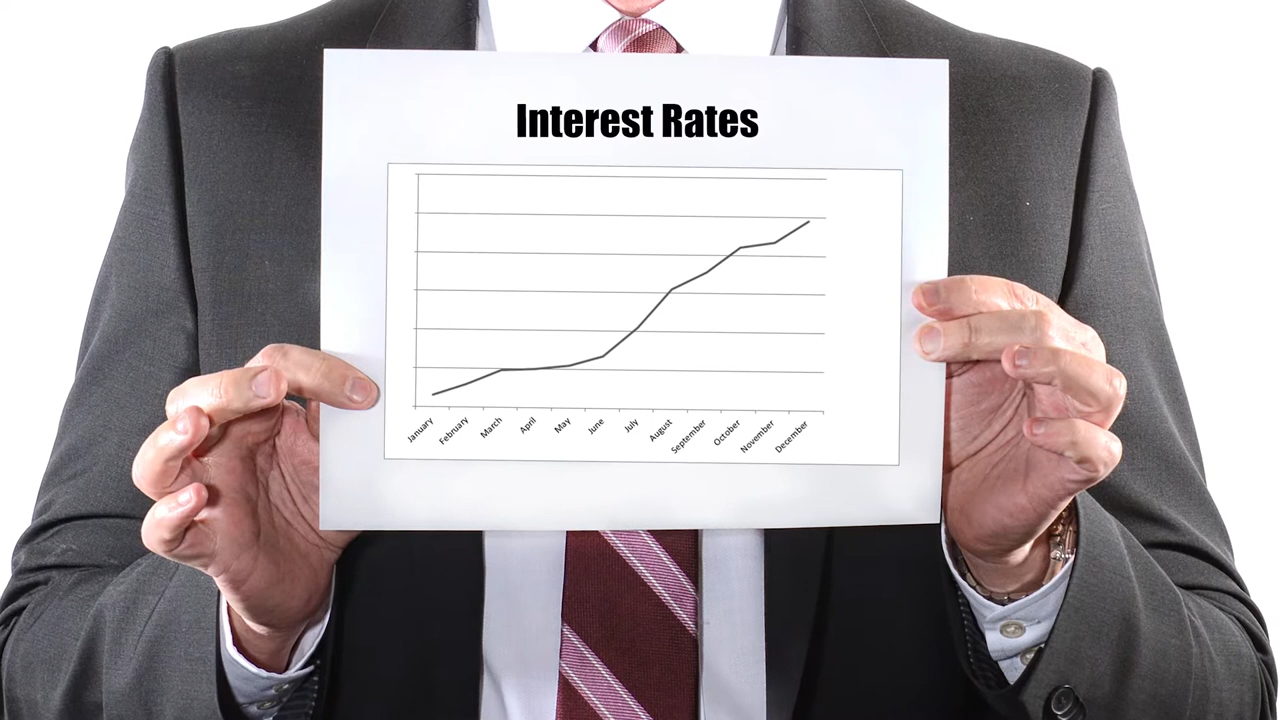 Interest Rates
January
February
March
April
May
June
July
August
September
October
November
December